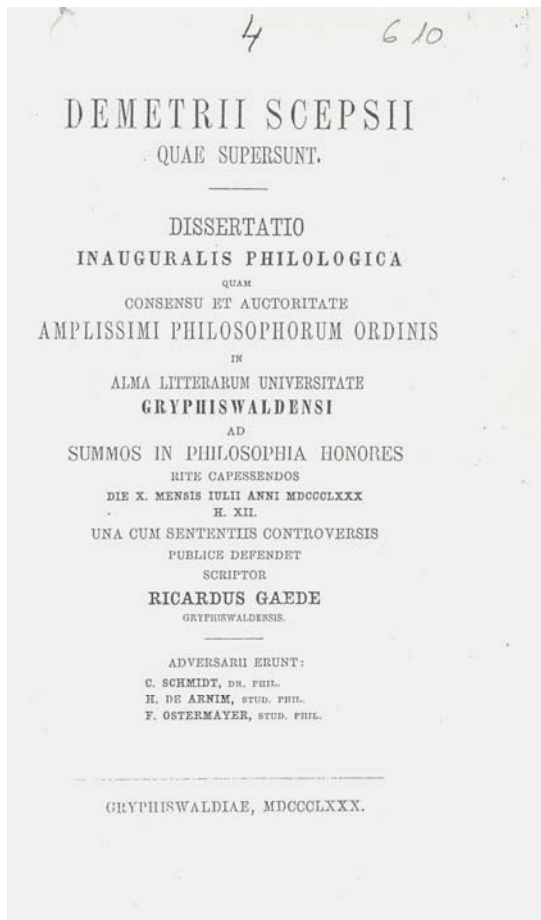 4 6 10
DEMETRII SCEPSII
QUAE SUPERSUNT.
DISSERTATIO
INAUGURALIS PHILOLOGICA
QUAM
CONSENSU ET AUCTORITATE
AMPLISSIMI PHILOSOPHORUM ORDINIS
IN
ALMA LITTERARUM UNIVERSITATE
GRYPHISWALDENSI
AD
SUMMOS IN PHILOSOPHIA HONORES
RITE CAPESSENDOS
DIE X. MENSIS IULII ANNI MDCCCLXXX
H. XII.
UNA CUM SENTENTIIS CONTROVERSIS
PUBLICE DEFENDET
SCRIPTOR
RICARDUS GAEDE
GRYPHISWALDENSIS.
ADVERSARII ERUNT:
C. SCHMIDT, DR. PHIL.
H. DE ARNIM, STUD. PHIL.
F. OSTERMAYER, STUD. PHIL.
GRYPHISWALDIAE, MDCCCLXXX.